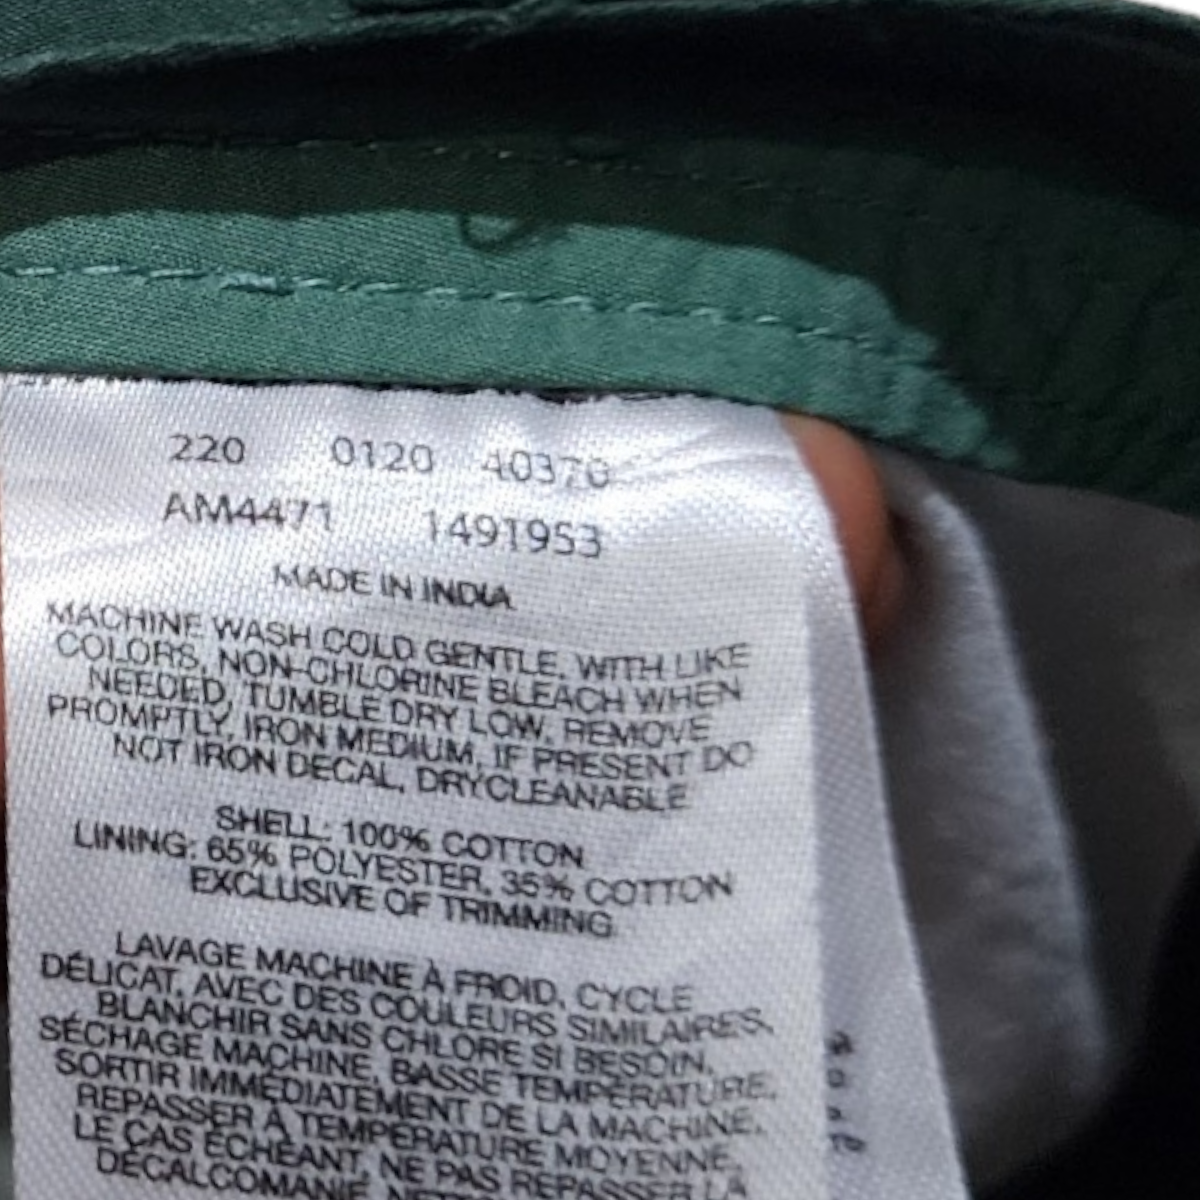 220 0120 40370
AM4471 1491953
MADE IN INDIA
MACHINE WASH COLD GENTLE, WITH LIKE
COLORS, NON-CHLORINE BLEACH WHEN
NEEDED, TUMBLE DRY LOW, REMOVE
PROMPTLY, IRON MEDIUM, IF PRESENT DO
NOT IRON DECAL, DRYCLEANABLE
SHELL: 100% COTTON
LINING: 65% POLYESTER, 35% COTTON
EXCLUSIVE OF TRIMMING
LAVAGE MACHINE À FROID, CYCLE
DÉLICAT, AVEC DES COULEURS SIMILAIRES,
BLANCHIR SANS CHLORE SI BESOIN,
SÉCHAGE MACHINE, BASSE TEMPÉRATURE,
SORTIR IMMÉDIATEMENT DE LA MACHINE,
REPASSER À TEMPÉRATURE MOYENNE,
LE CAS ÉCHÉANT, NE PAS REPASSER LA
DÉCALCOMANIE,